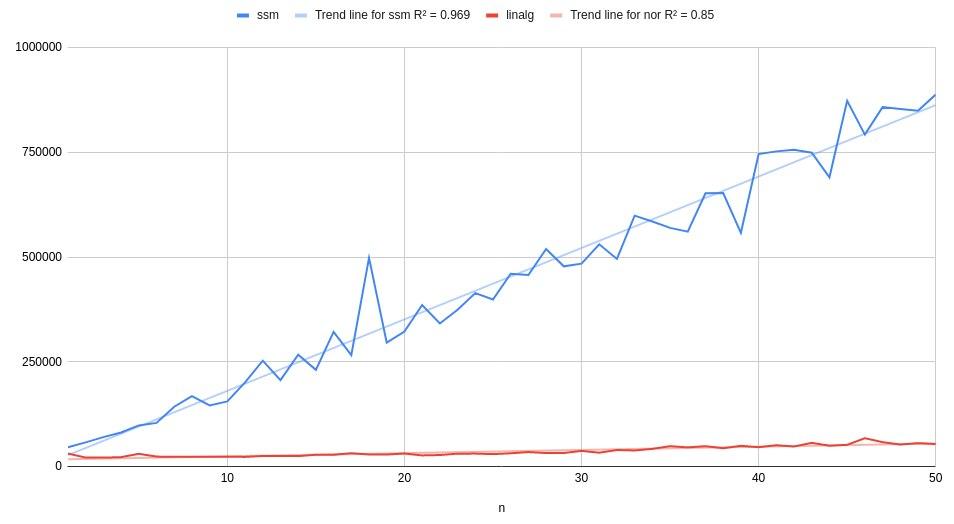 ssm Trend line for ssm R² = 0.969 linalg Trend line for nor R² = 0.85
1000000
750000
500000
250000
0
10 20 30 40 50
n